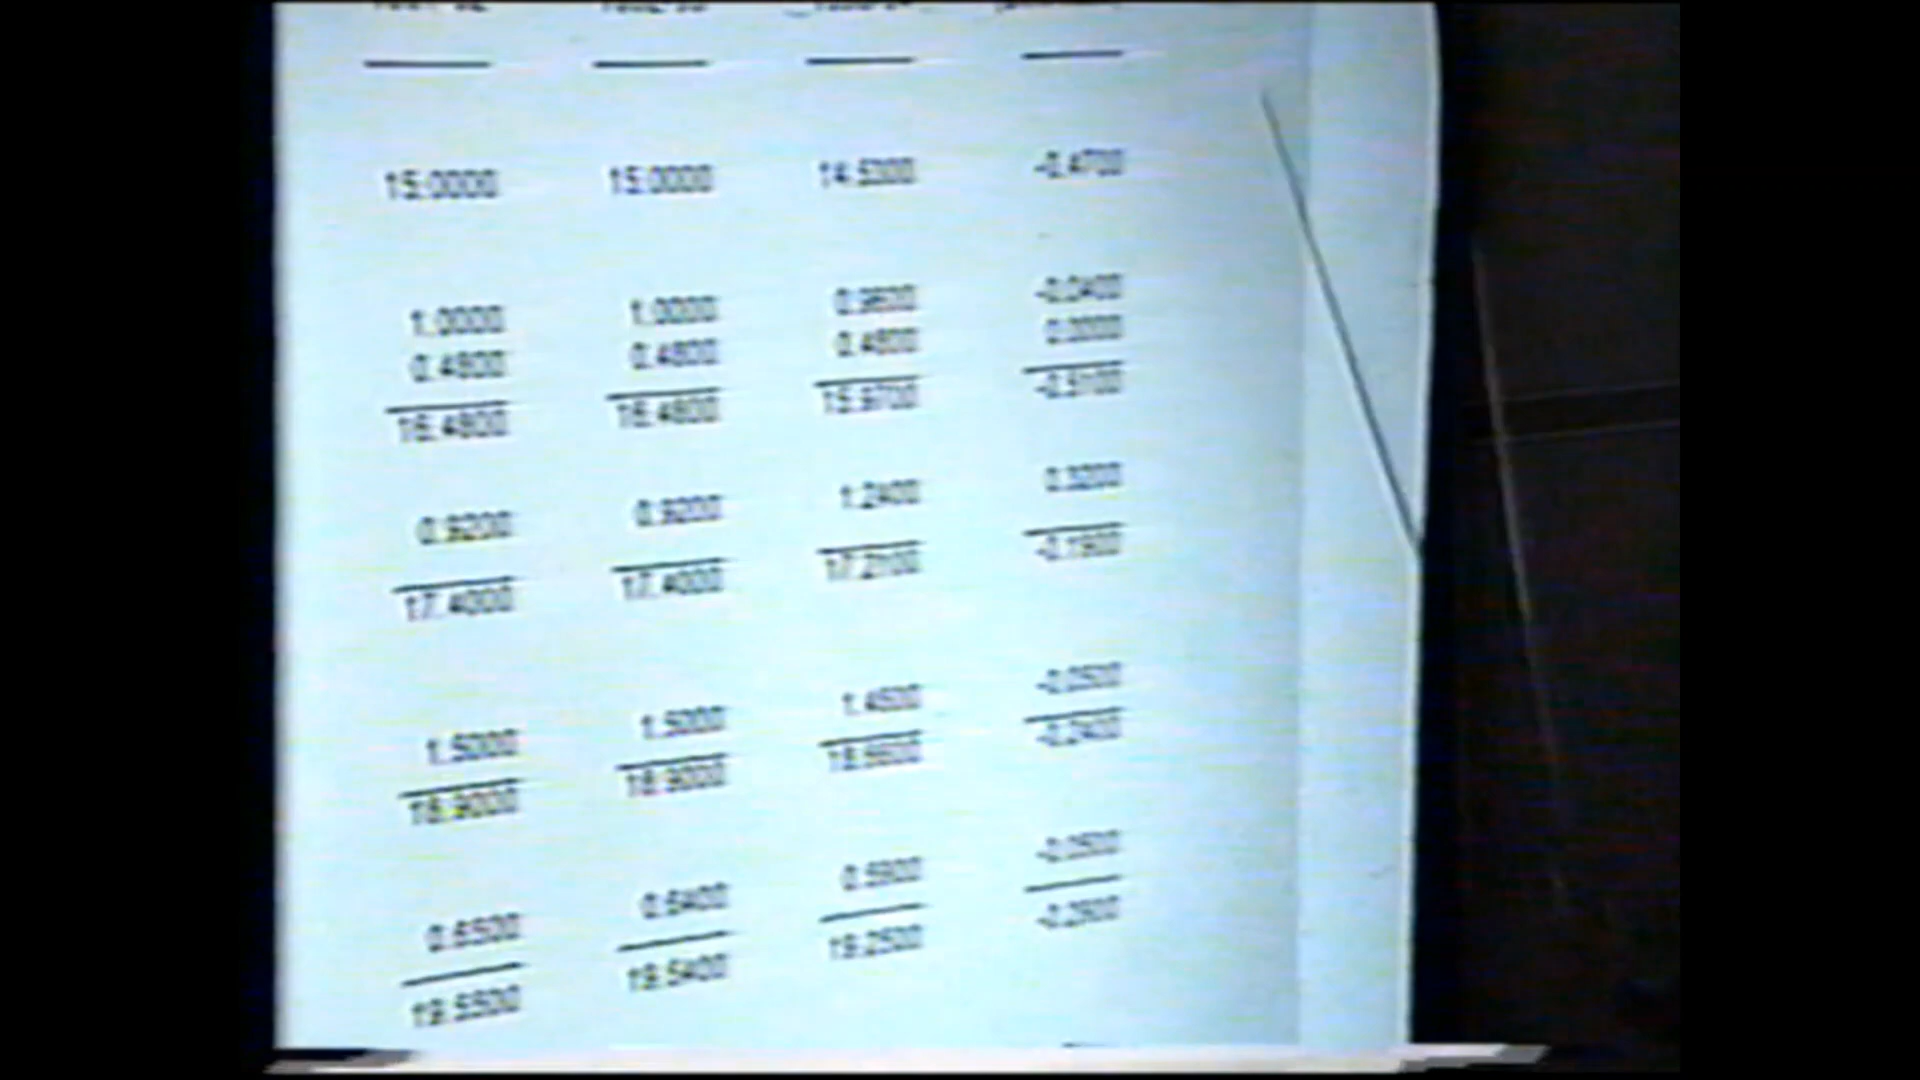 15.0000 15.0000 14.5300 -0.4700
1.0000 1.0000 0.9600 -0.0400
0.4800 0.4800 0.4800 0.0000
16.4800 16.4800 15.9700 -0.5100
0.9200 0.9200 1.2400 0.3200
17.4000 17.4000 17.2100 -0.1900
1.5000 1.5000 1.4500 -0.0500
18.9000 18.9000 18.6600 -0.2400
0.6500 0.6400 0.5900 -0.0500
19.5500 19.5400 19.2500 -0.2900